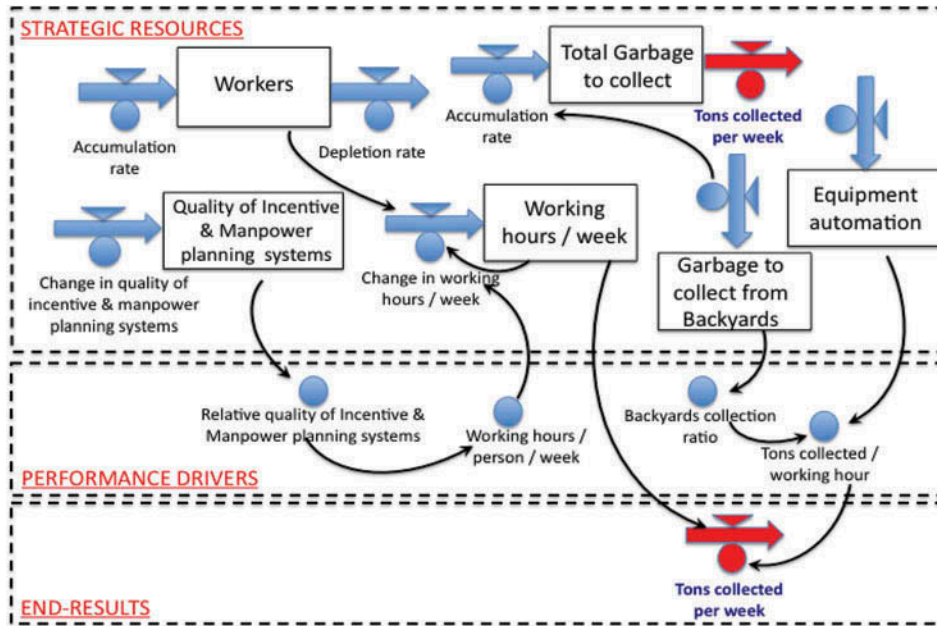 STRATEGIC RESOURCES
Workers
Accumulation
rate
Depletion rate
Total Garbage
to collect
Accumulation
rate
Tons collected
per week
Quality of Incentive
& Manpower
planning systems
Change in quality of
incentive & manpower
planning systems
Working
hours / week
Change in working
hours / week
Garbage to
collect from
Backyards
Equipment
automation
Relative quality of Incentive &
Manpower planning systems
Working hours /
person / week
Backyards collection
ratio
Tons collected /
working hour
PERFORMANCE DRIVERS
Tons collected
per week
END-RESULTS